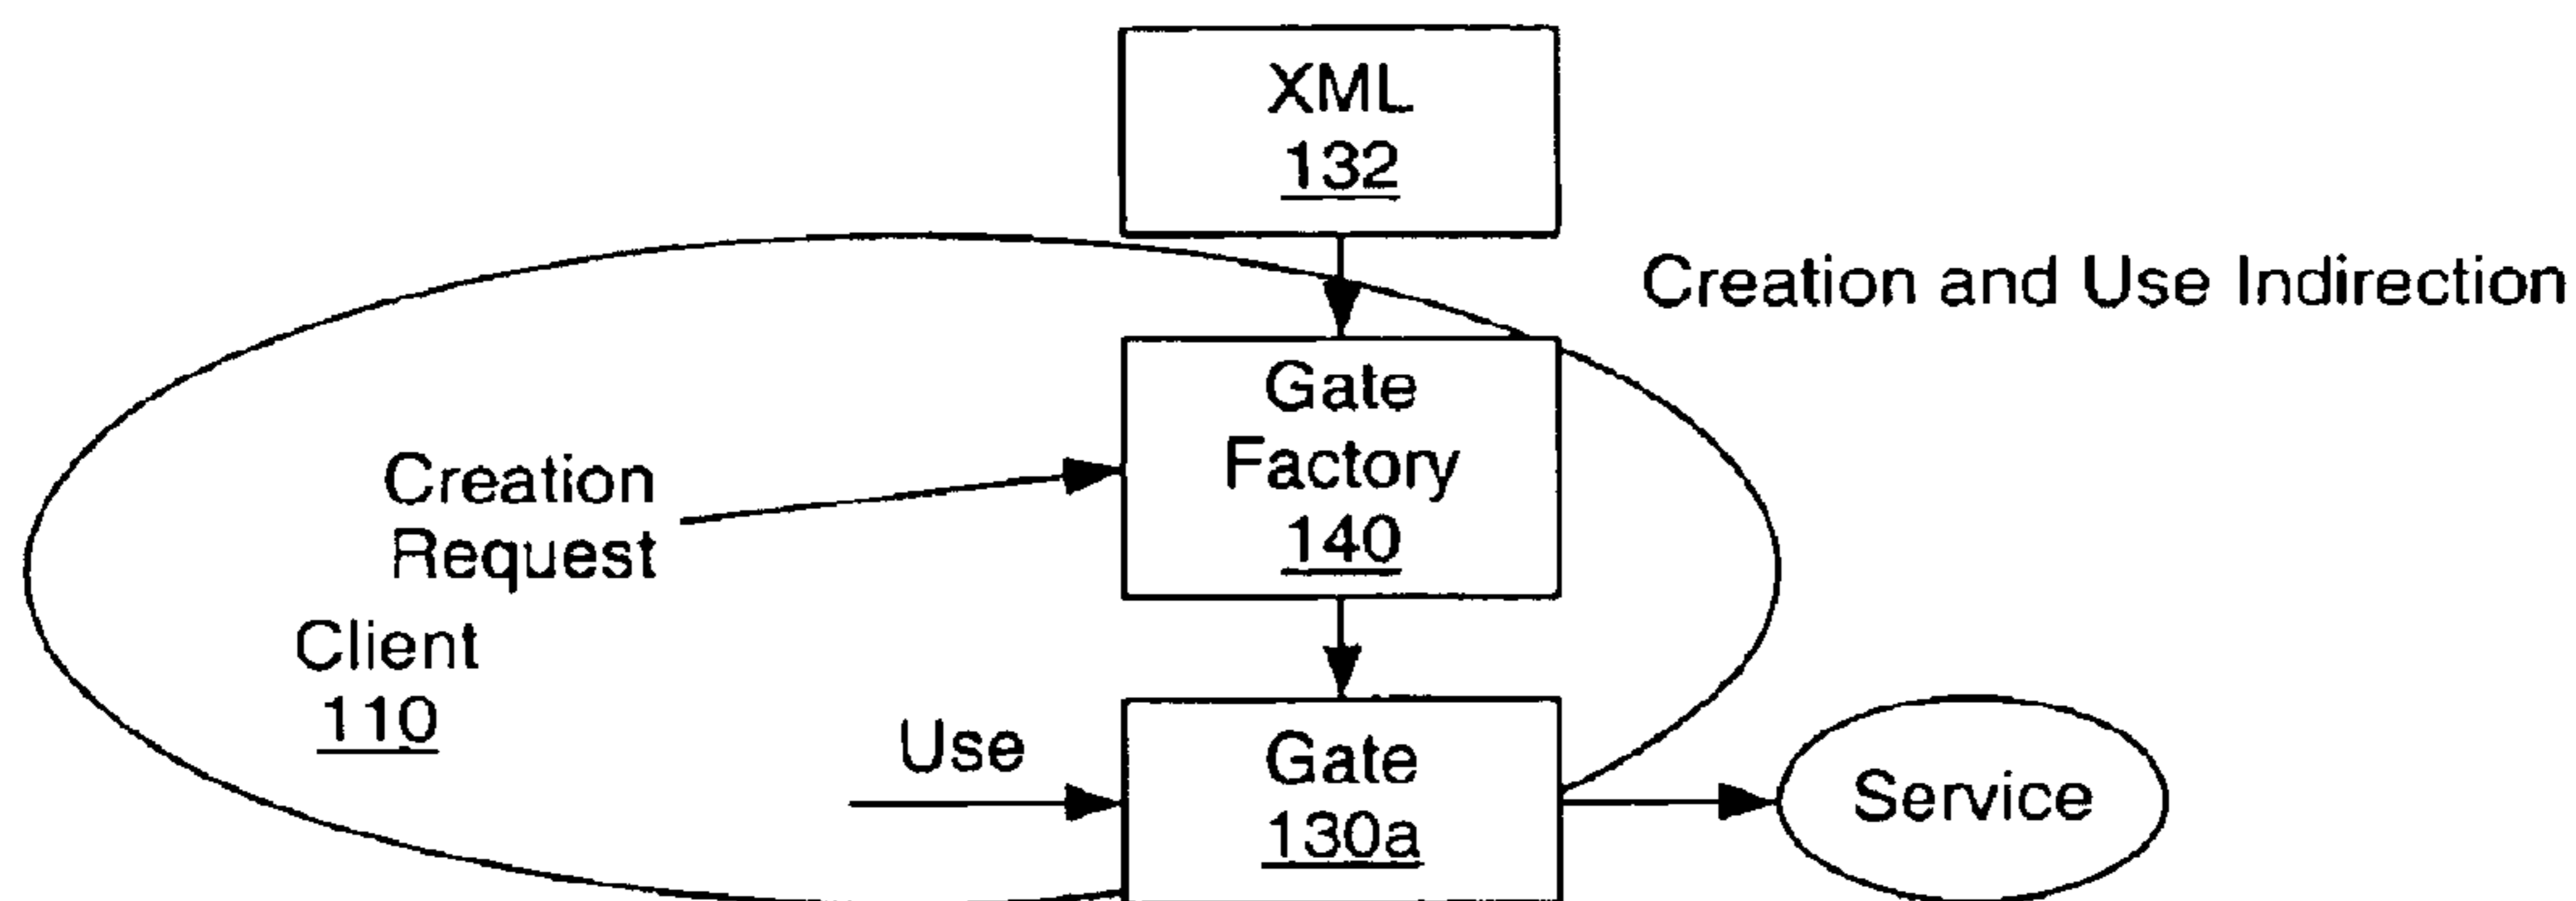 XML
132
Creation and Use Indirection
Gate
Factory
140
Creation
Request
Client
110
Use
Gate
130a
Service